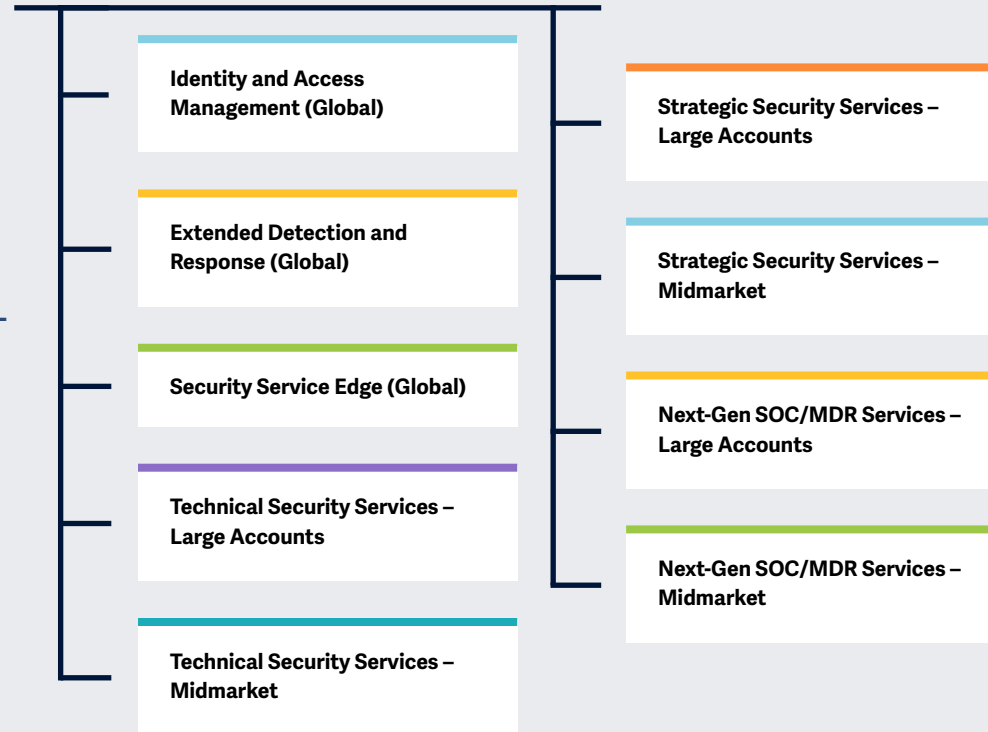 Identity and Access
Management (Global)
Extended Detection and
Response (Global)
Security Service Edge (Global)
Technical Security Services –
Large Accounts
Technical Security Services –
Midmarket
Strategic Security Services –
Large Accounts
Strategic Security Services –
Midmarket
Next-Gen SOC/MDR Services –
Large Accounts
Next-Gen SOC/MDR Services –
Midmarket